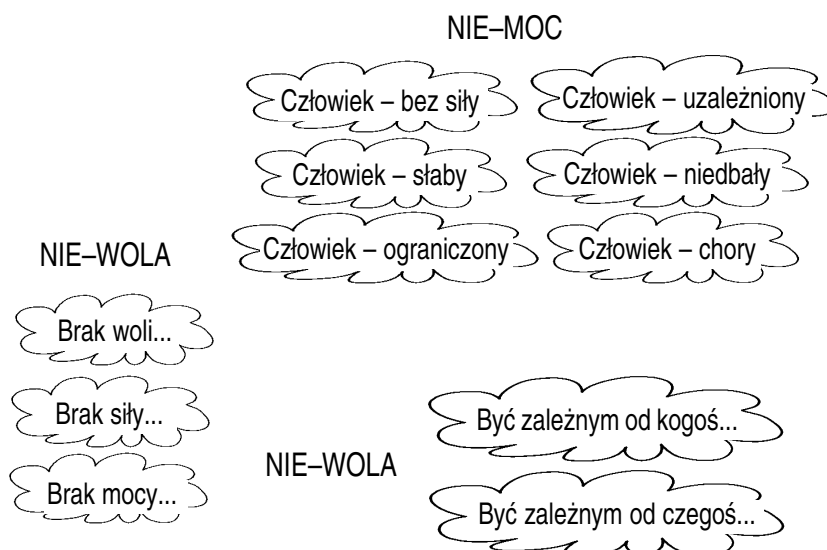 NIE–MOC
Człowiek – bez siły
Człowiek – uzależniony
Człowiek – słaby
Człowiek – niedbały
Człowiek – ograniczony
Człowiek – chory
NIE–WOLA
Brak woli...
Brak siły...
Brak mocy...
NIE–WOLA
Być zależnym od kogoś...
Być zależnym od czegoś...